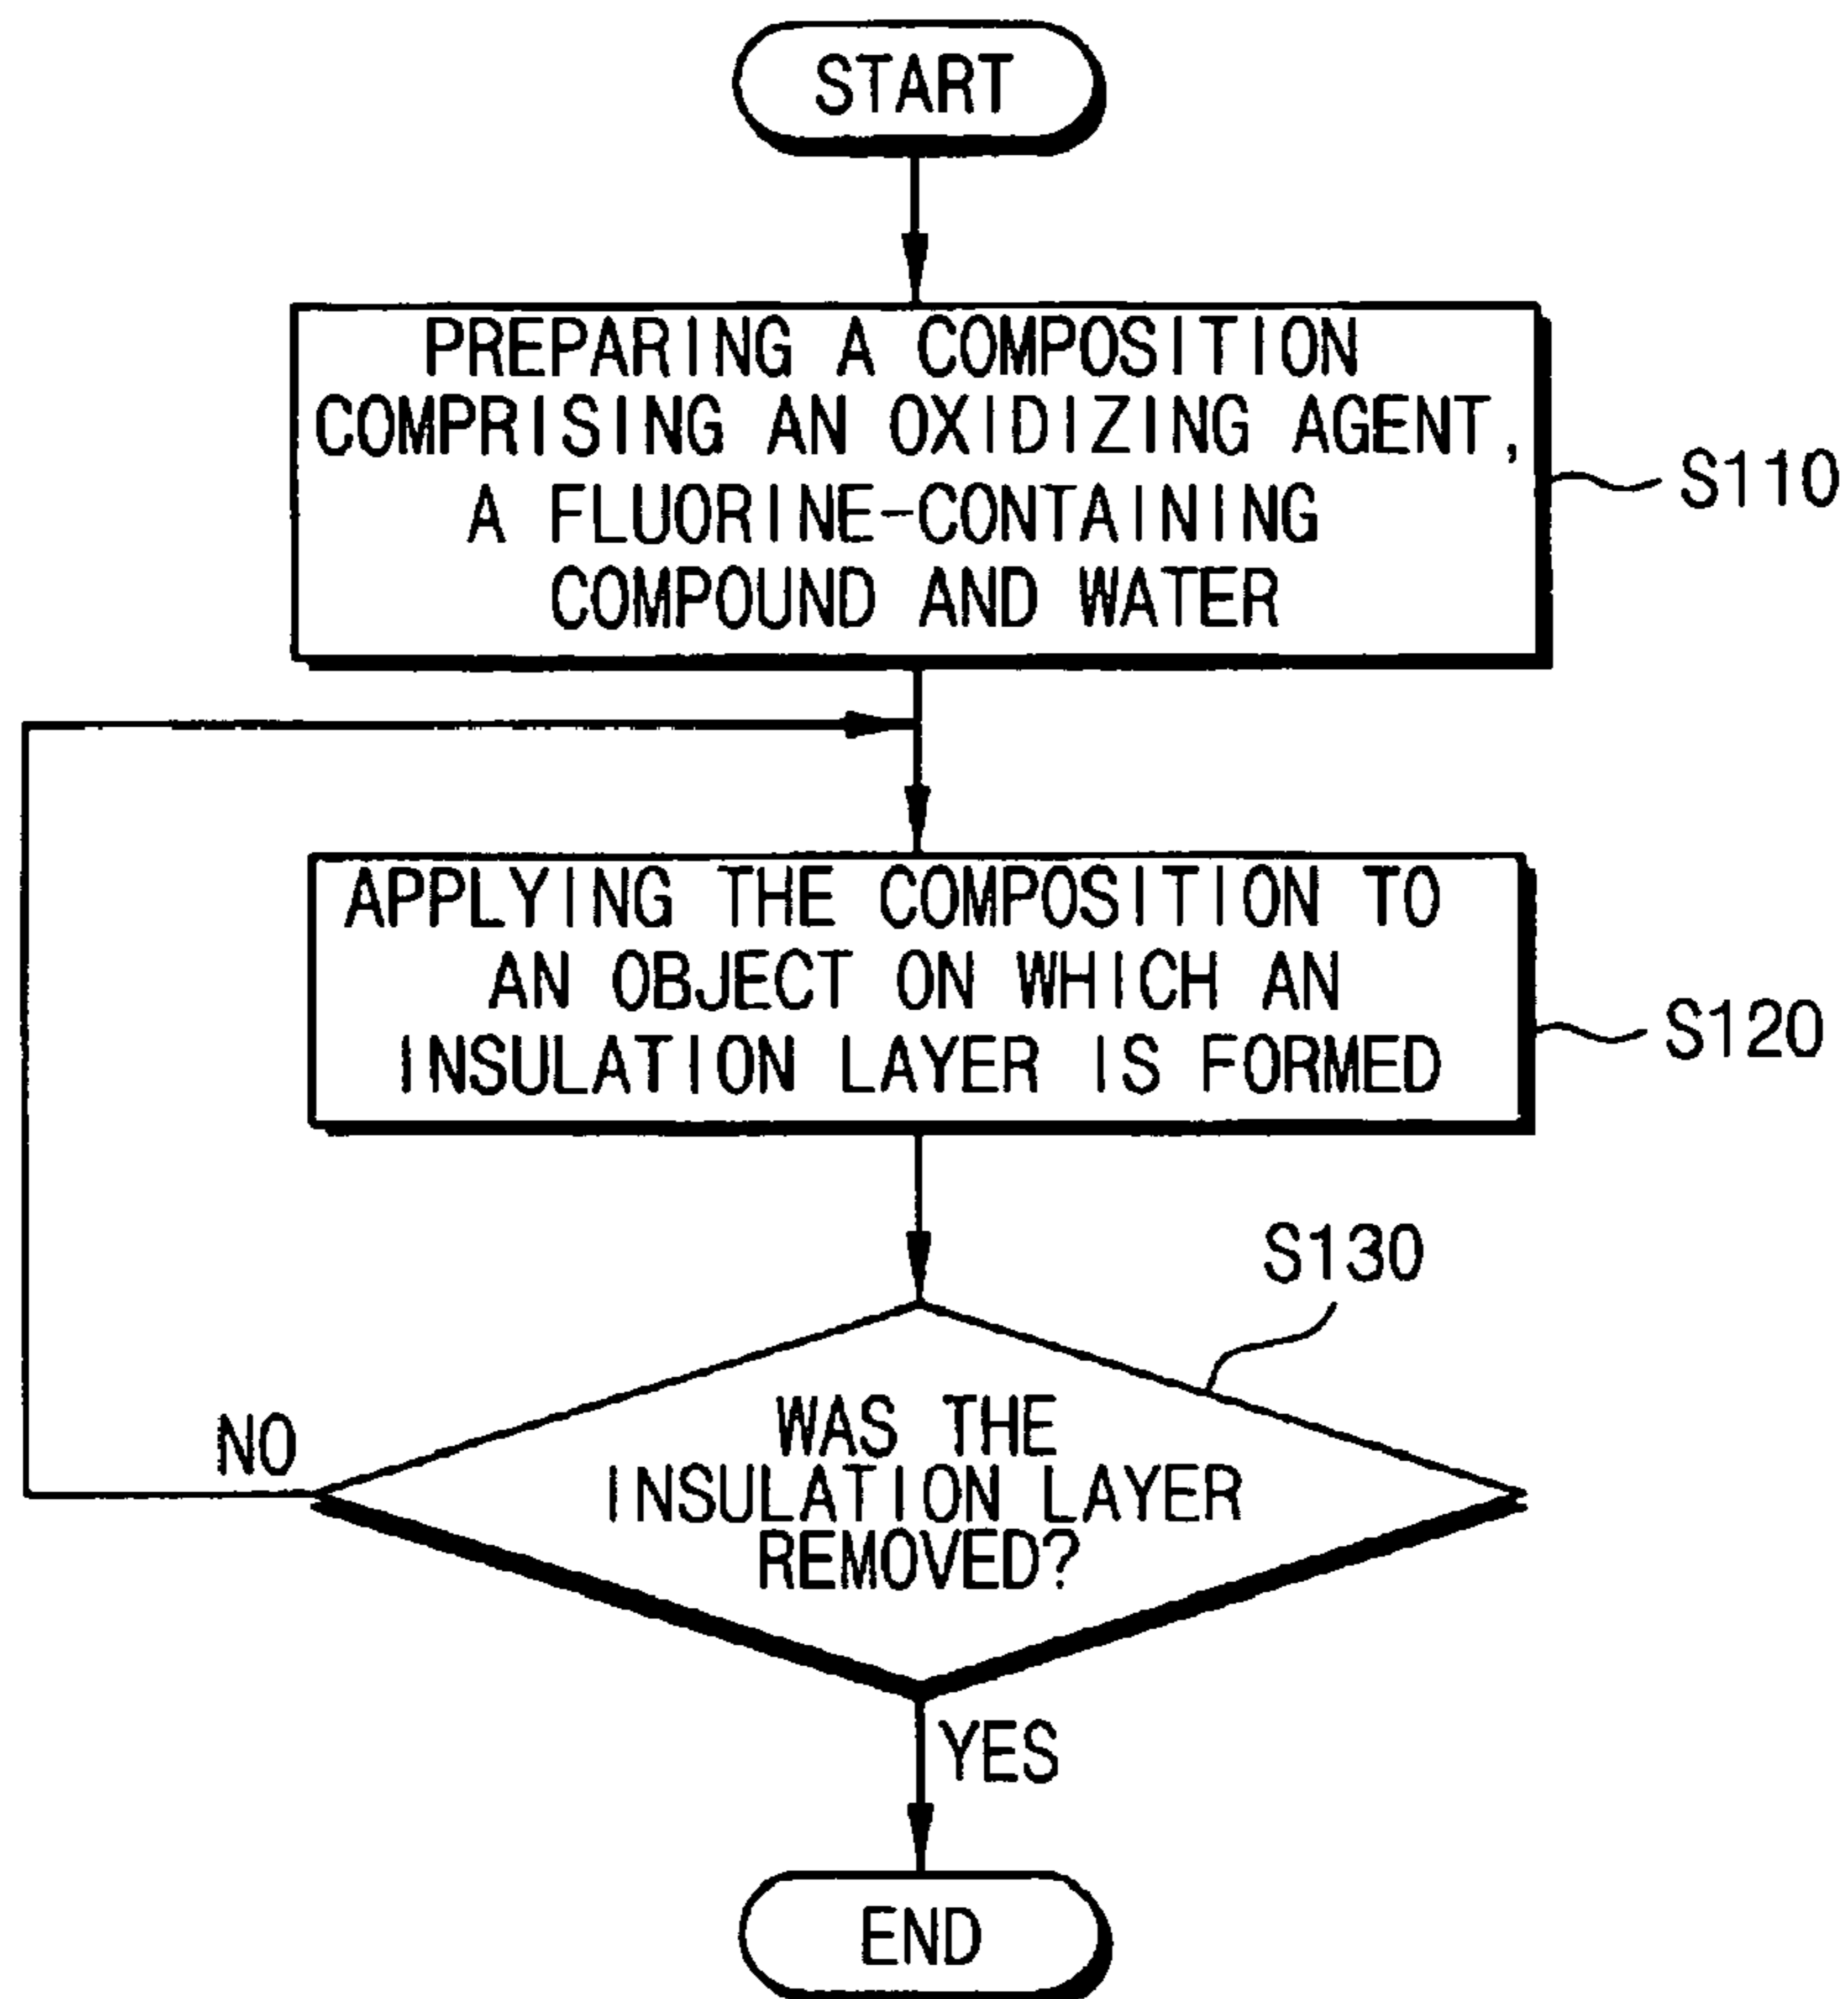 START
PREPARING A COMPOSITION
COMPRISING AN OXIDIZING AGENT,
A FLUORINE-CONTAINING
COMPOUND AND WATER
S110
APPLYING THE COMPOSITION TO
AN OBJECT ON WHICH AN
INSULATION LAYER IS FORMED
S120
S130
WAS THE
INSULATION LAYER
REMOVED?
NO
YES
END